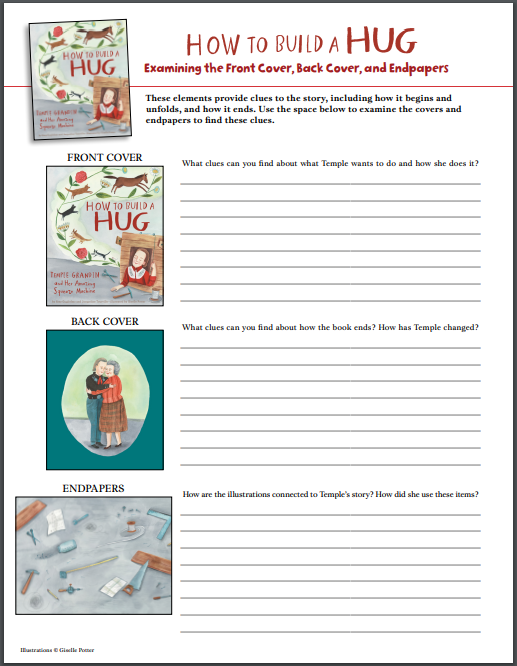 HOW TO BUILD A
HUG
TEMPLE GRANDIN
and Her Amazing
Squeeze Machine
HOW TO BUILD A HUG
Examining the Front Cover, Back Cover, and Endpapers
These elements provide clues to the story, including how it begins and
unfolds, and how it ends. Use the space below to examine the covers and
endpapers to find these clues.
FRONT COVER
HOW TO BUILD A
HUG
TEMPLE GRANDIN
and Her Amazing
Squeeze Machine
What clues can you find about what Temple wants to do and how she does it?
BACK COVER
What clues can you find about how the book ends? How has Temple changed?
ENDPAPERS
How are the illustrations connected to Temple's story? How did she use these items?
Illustrations © Giselle Potter